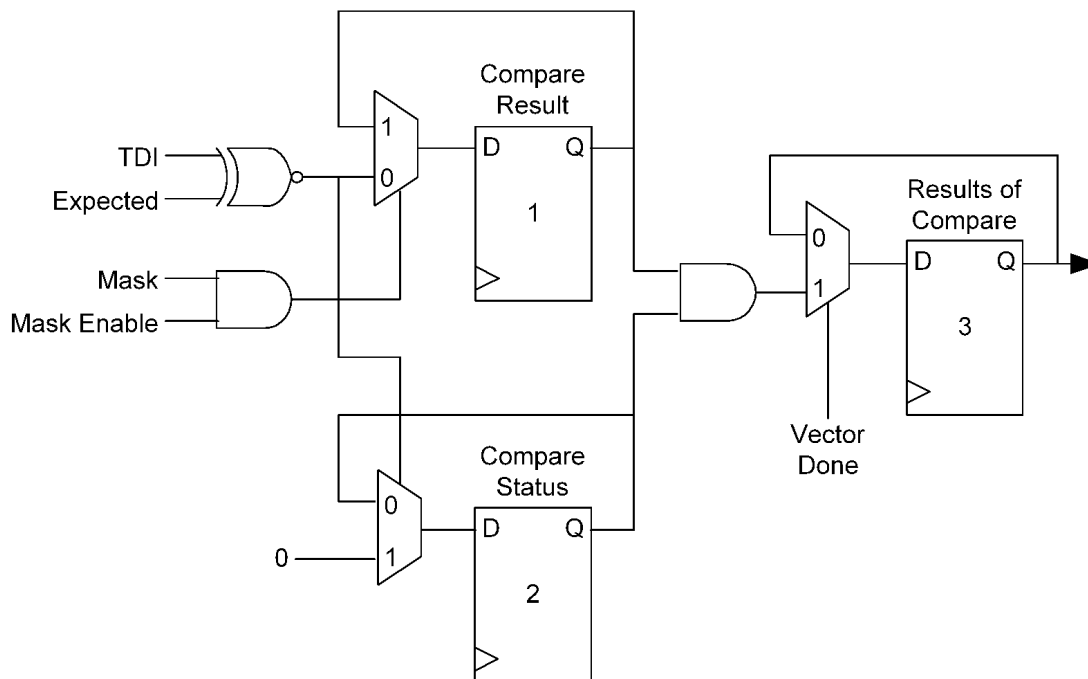 Compare
Result
1
TDI
D
Q
0
Expected
1
Results of
Compare
0
D
Q
Mask
1
Mask Enable
3
Vector
Done
Compare
Status
0
D
Q
0
1
2